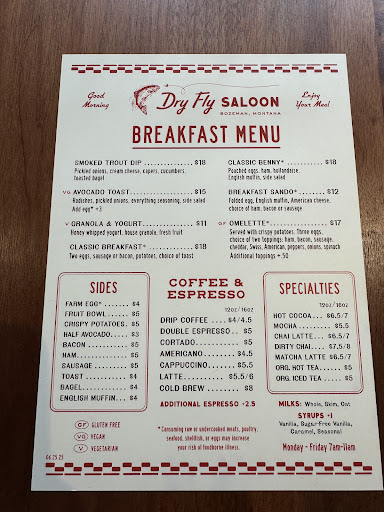 Good
Morning
Dry Fly SALOON
BOZEMAN, MONTANA
Enjoy
Your Meal
BREAKFAST MENU
SMOKED TROUT DIP ............ $18
Pickled onions, cream cheese, capers, cucumbers,
toasted bagel
VG AVOCADO TOAST ............ $15
Radishes, pickled onions, everything seasoning, side salad
Add egg* +3
V GRANOLA & YOGURT ............ $11
Honey whipped yogurt, house granola, fresh fruit
CLASSIC BREAKFAST* ............ $18
Two eggs, sausage or bacon, potatoes, choice of toast
CLASSIC BENNY* ............ $18
Poached eggs, ham, hollandaise,
English muffin, side salad
BREAKFAST SANDO* ............ $12
Folded egg, English muffin, American cheese,
choice of ham, bacon or sausage
GF OMELETTE* ............ $17
Served with crispy potatoes. Three eggs,
choice of two toppings: ham, bacon, sausage,
cheddar, Swiss, American, peppers, onions, spinach
Additional toppings +.50
SIDES
FARM EGG* ....... $4
FRUIT BOWL ...... $5
CRISPY POTATOES. $5
HALF AVOCADO .... $3
BACON ........... $5
HAM ............. $5
SAUSAGE ......... $5
TOAST ........... $4
BAGEL ........... $4
ENGLISH MUFFIN... $4
GF GLUTEN FREE
VG VEGAN
V VEGETARIAN
06.25.25
COFFEE &
ESPRESSO
12oz/16oz
DRIP COFFEE .... $4/4.5
DOUBLE ESPRESSO .. $5
CORTADO ......... $5
AMERICANO ....... $4.5
CAPPUCCINO ...... $5.5
LATTE ......... $5.5/6
COLD BREW ....... $8
ADDITIONAL ESPRESSO +2.5
* Consuming raw or undercooked meats, poultry,
seafood, shellfish, or eggs may increase
your risk of foodborne illness.
SPECIALTIES
12oz/16oz
HOT COCOA ... $6.5/7
MOCHA ......... $5.5
CHAI LATTE ... $6.5/7
DIRTY CHAI ... $7.5/8
MATCHA LATTE $6.5/7
ORG. HOT TEA ...... $5
ORG. ICED TEA ..... $5
MILKS: Whole, Skim, Oat
SYRUPS +1
Vanilla, Sugar-Free Vanilla,
Caramel, Seasonal
Monday - Friday 7am-11am